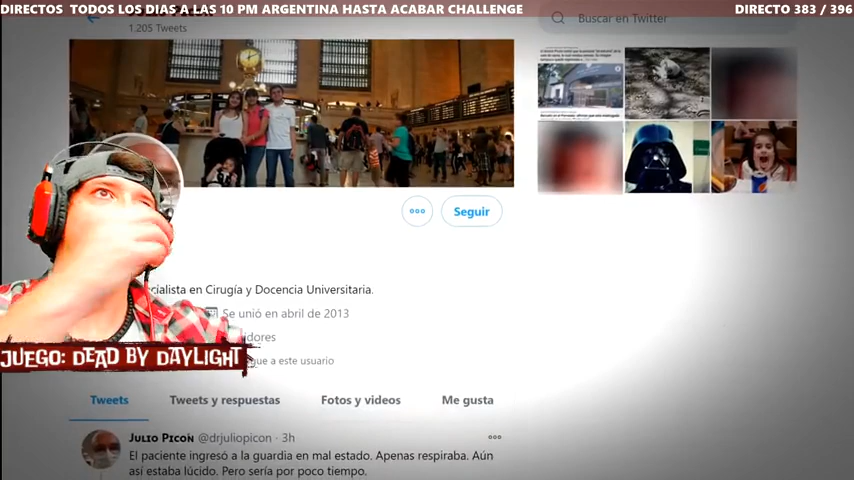 DIRECTOS TODOS LOS DIAS A LAS 10 PM ARGENTINA HASTA ACABAR CHALLENGE
DIRECTO 383 / 396
1.205 Tweets
Buscar en Twitter
Seguir
cialista en Cirugía y Docencia Universitaria.
Se unió en abril de 2013
idores
gue a este usuario
JUEGO: DEAD BY DAYLIGHT
Tweets
Tweets y respuestas
Fotos y videos
Me gusta
Julio Picón @drjuliopicon · 3h
El paciente ingresó a la guardia en mal estado. Apenas respiraba. Aún
así estaba lúcido. Pero sería por poco tiempo.